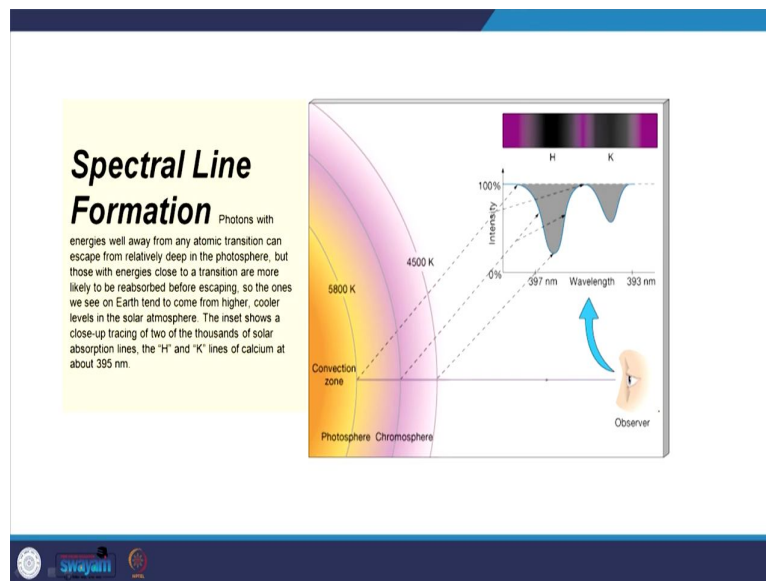 Spectral Line
Formation Photons with
energies well away from any atomic transition can
escape from relatively deep in the photosphere, but
those with energies close to a transition are more
likely to be reabsorbed before escaping, so the ones
we see on Earth tend to come from higher, cooler
levels in the solar atmosphere. The inset shows a
close-up tracing of two of the thousands of solar
absorption lines, the "H" and "K" lines of calcium at
about 395 nm.
H K
100%
Intensity
0%
397 nm Wavelength 393 nm
4500 K
5800 K
Convection
zone
Photosphere Chromosphere
Observer
swayam